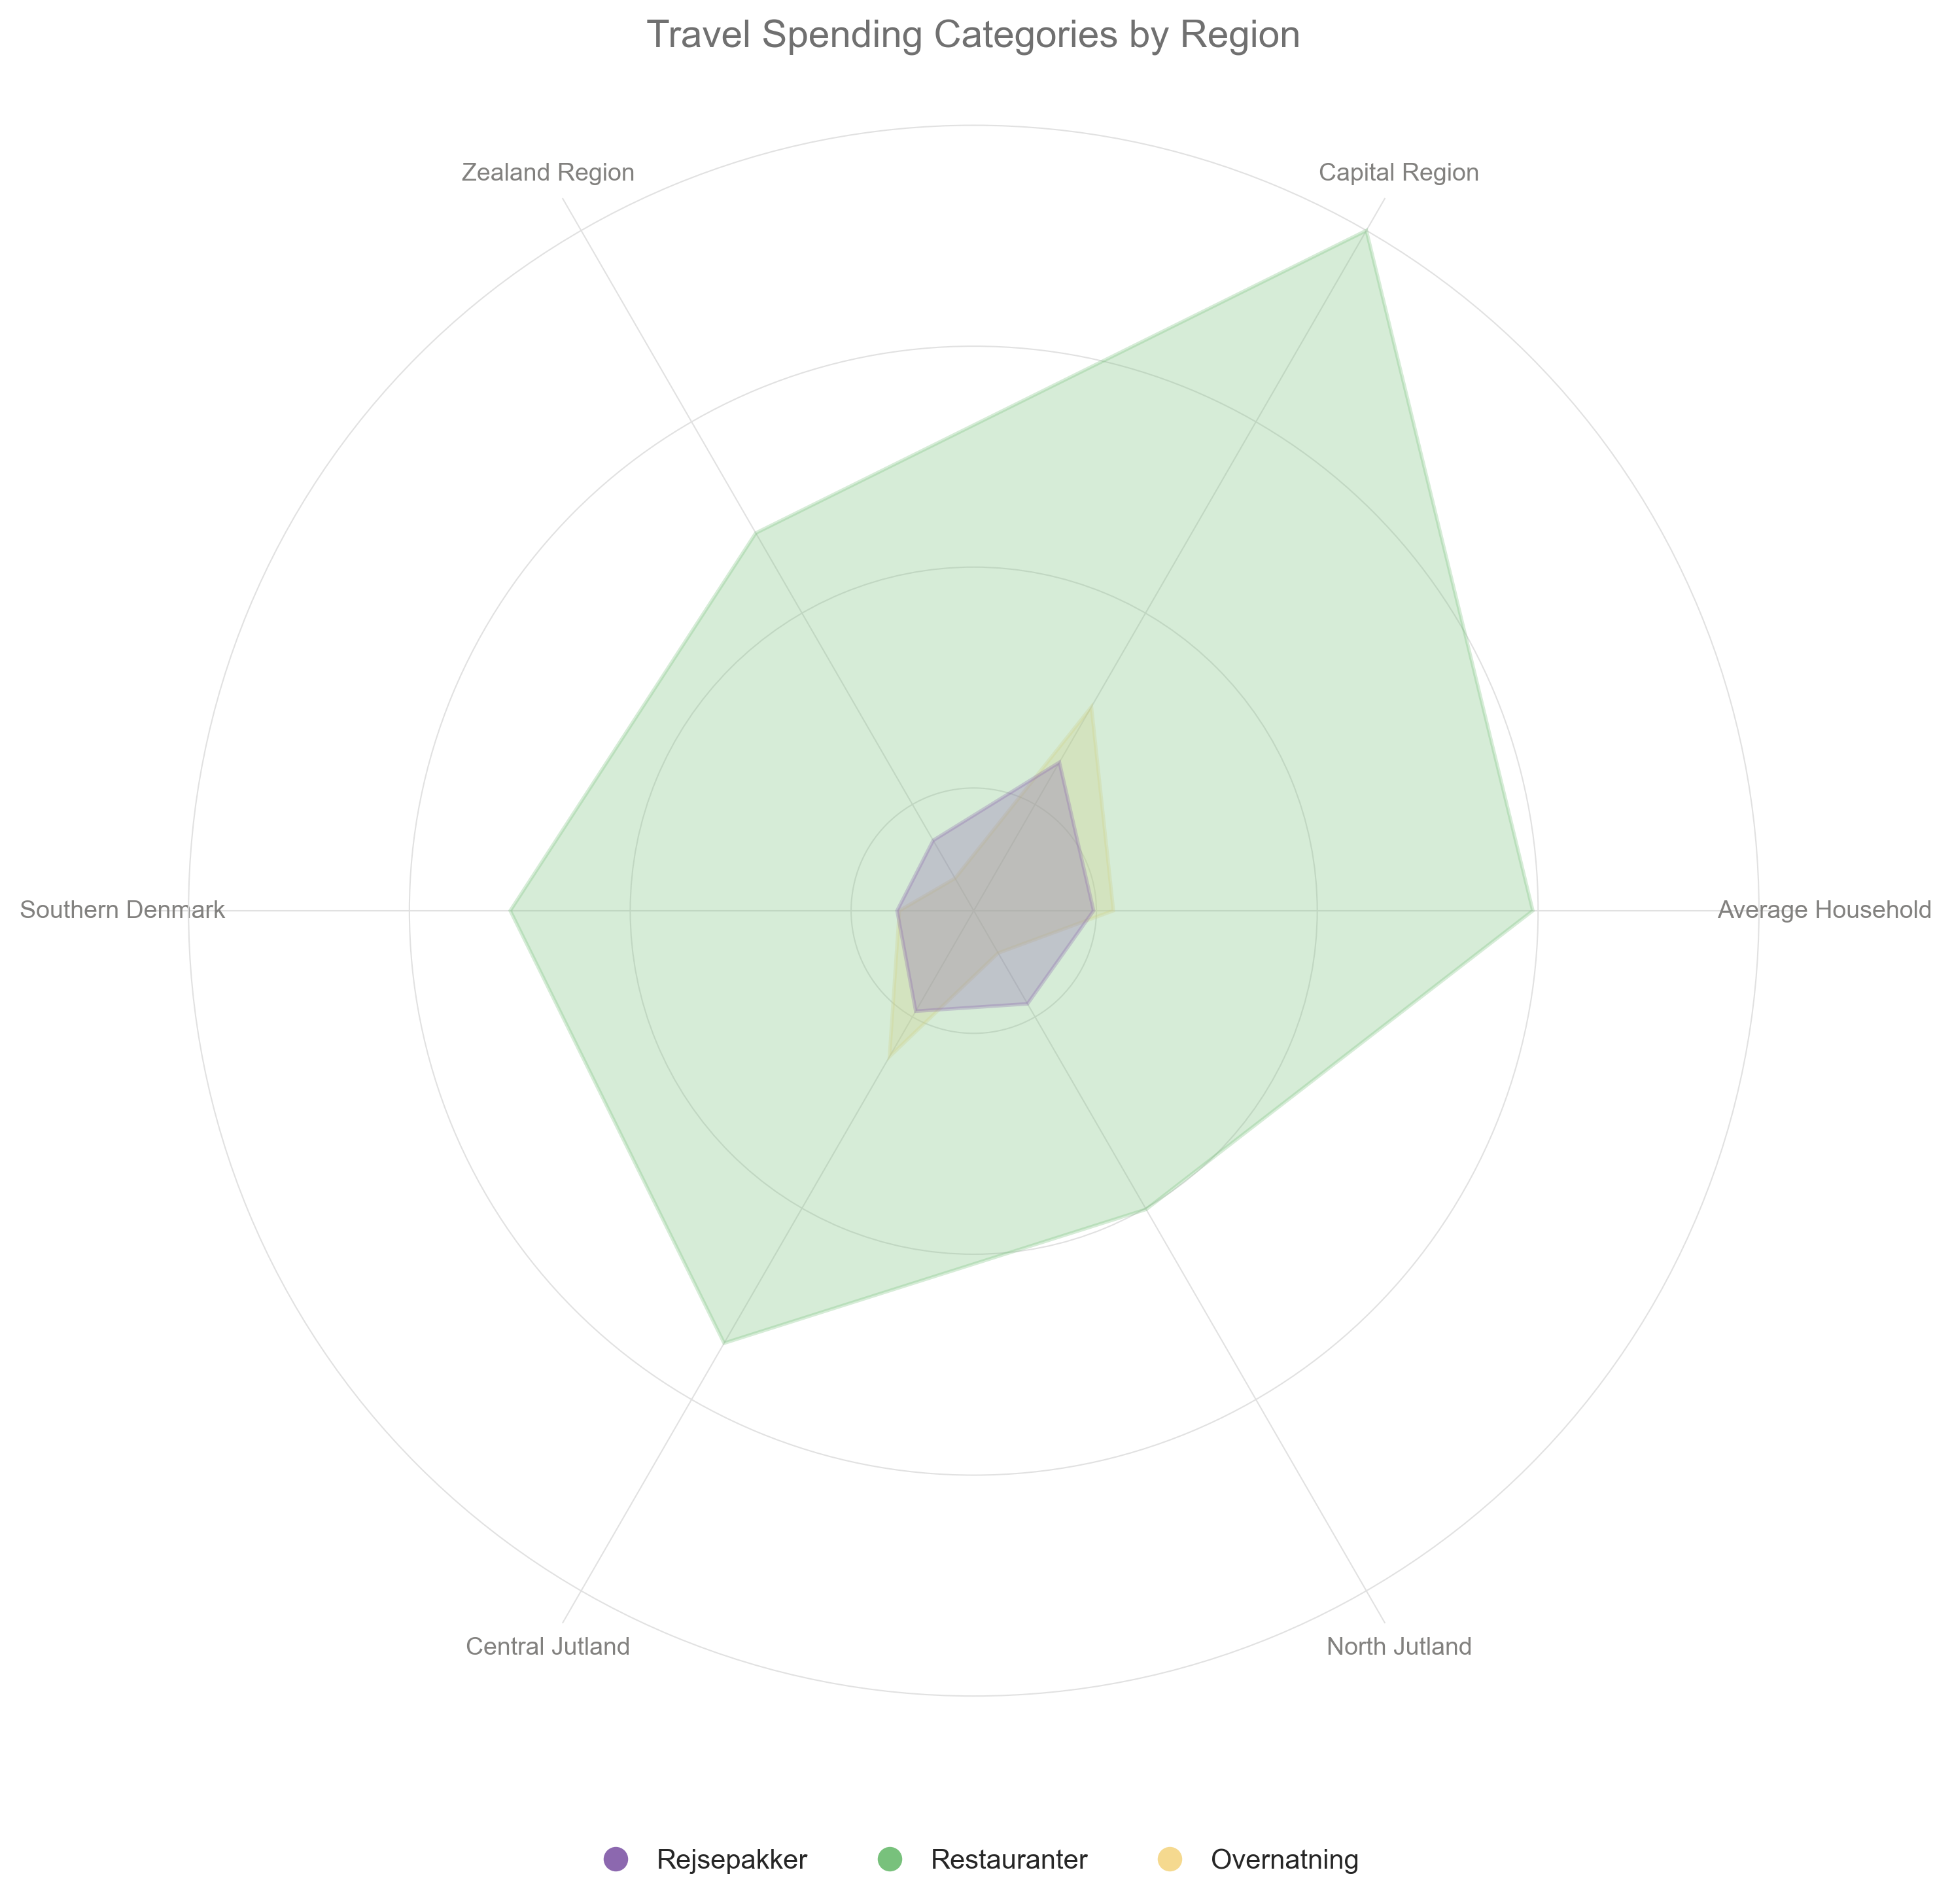 Travel Spending Categories by Region
Zealand Region
Capital Region
Southern Denmark
Average Household
Central Jutland
North Jutland
Rejsepakker
Restauranter
Overnatning